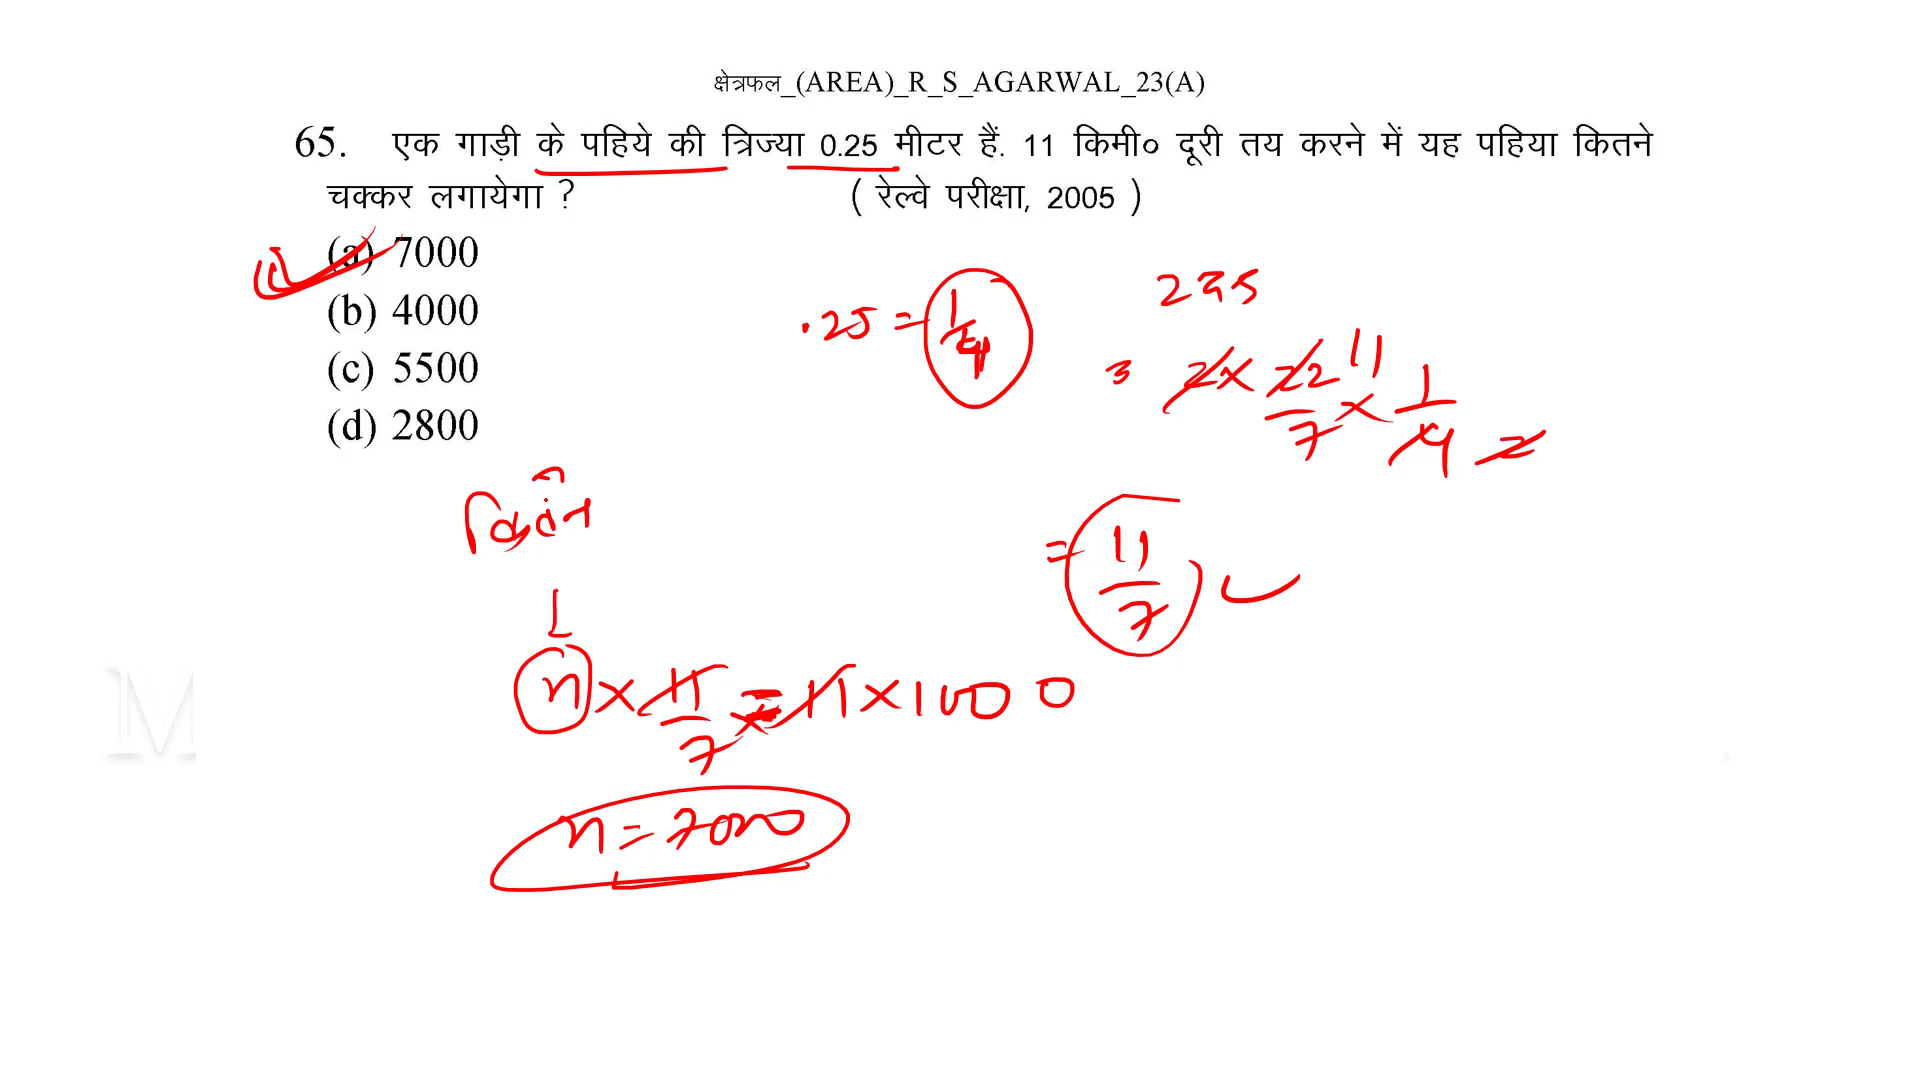 क्षेत्रफल_(AREA)_R_S_AGARWAL_23(A)
65. एक गाड़ी के पहिये की त्रिज्या 0.25 मीटर हैं. 11 किमी० दूरी तय करने में यह पहिया कितने
चक्कर लगायेगा ? ( रेल्वे परीक्षा, 2005 )
(a) 7000
(b) 4000
(c) 5500
(d) 2800
.25 = 1/4
2 × 22/7 × 1/4
11
2
= 11/7
n × 11/7 = 11 × 1000
n = 7000
M